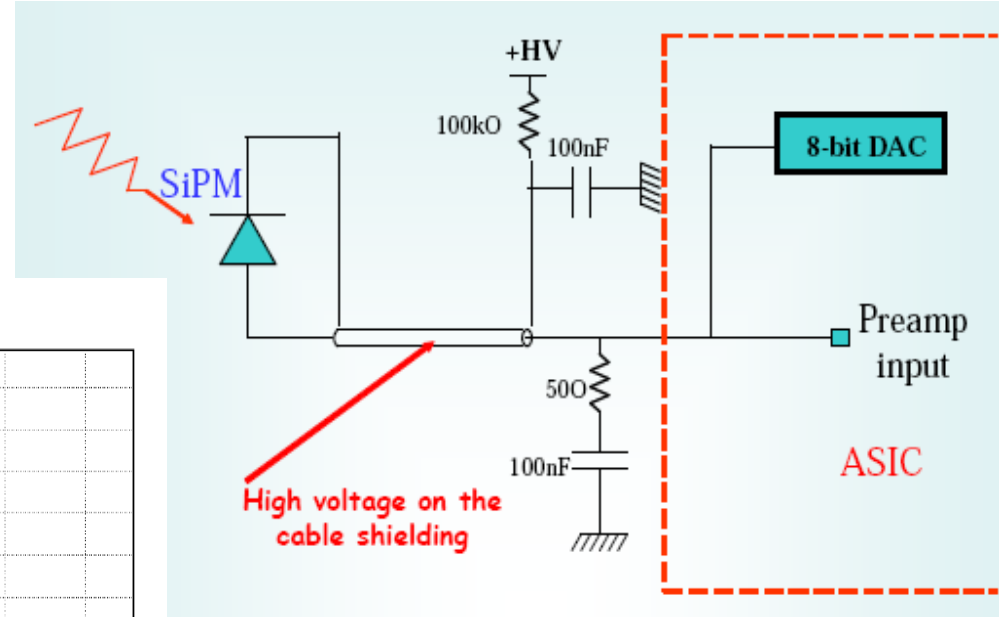 +HV
100kO
100nF
8-bit DAC
SiPM
Preamp
input
50O
100nF
ASIC
High voltage on the
cable shielding